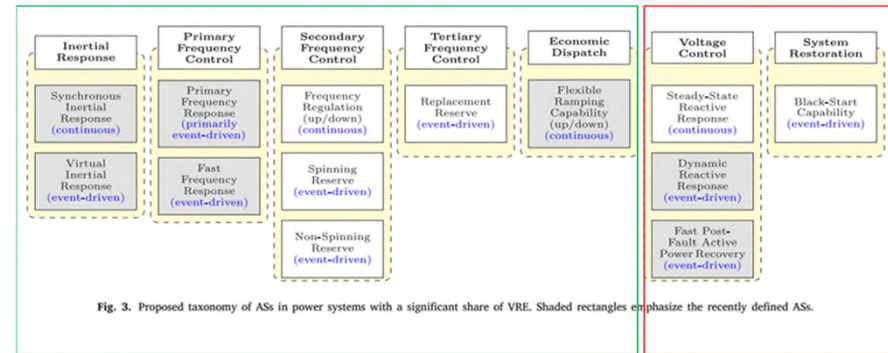 Inertial
Response
Synchronous
Inertial
Response
(continuous)
Virtual
Inertial
Response
(event-driven)
Primary
Frequency
Control
Primary
Frequency
Response
(primarily
event-driven)
Fast
Frequency
Response
(event-driven)
Secondary
Frequency
Control
Frequency
Regulation
(up/down)
(continuous)
Spinning
Reserve
(event-driven)
Non-Spinning
Reserve
(event-driven)
Tertiary
Frequency
Control
Replacement
Reserve
(event-driven)
Economic
Dispatch
Flexible
Ramping
Capability
(up/down)
(continuous)
Voltage
Control
Steady-State
Reactive
Response
(continuous)
Dynamic
Reactive
Response
(event-driven)
Fast Post-
Fault Active
Power Recovery
(event-driven)
System
Restoration
Black-Start
Capability
(event-driven)
Fig. 3. Proposed taxonomy of ASs in power systems with a significant share of VRE. Shaded rectangles emphasize the recently defined ASs.